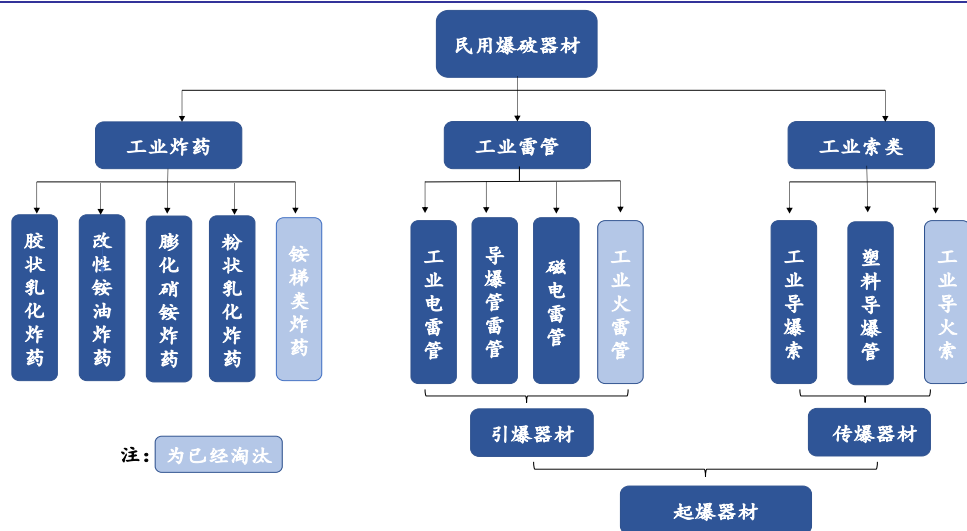 民用爆破器材
工业炸药
工业雷管
工业索类
胶状乳化炸药
改性铵油炸药
膨化硝铵炸药
粉状乳化炸药
铵梯类炸药
工业电雷管
导爆管雷管
磁电雷管
工业火雷管
工业导爆索
塑料导爆管
工业导火索
引爆器材
传爆器材
注：为已经淘汰
起爆器材